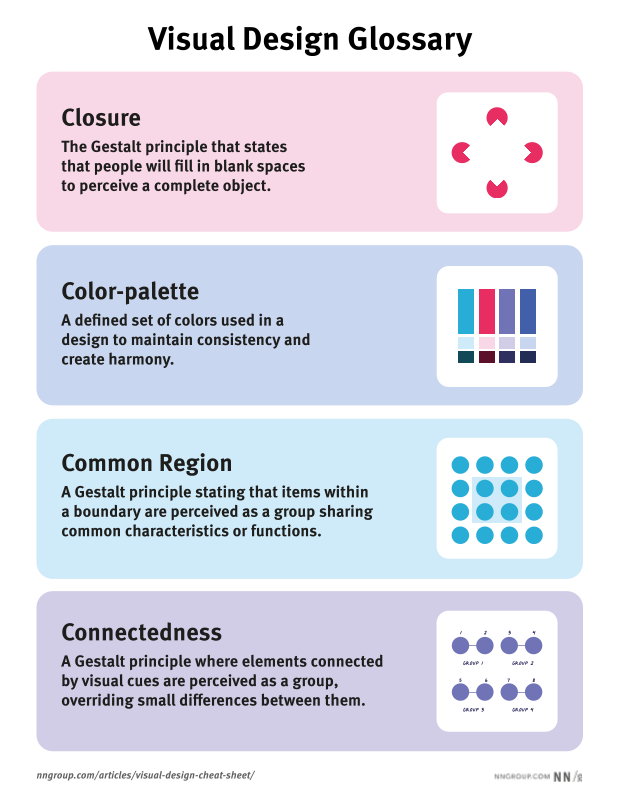 Visual Design Glossary
Closure
The Gestalt principle that states
that people will fill in blank spaces
to perceive a complete object.
Color-palette
A defined set of colors used in a
design to maintain consistency and
create harmony.
Common Region
A Gestalt principle stating that items within
a boundary are perceived as a group sharing
common characteristics or functions.
Connectedness
A Gestalt principle where elements connected
by visual cues are perceived as a group,
overriding small differences between them.
1 2 3 4
GROUP 1 GROUP 2
5 6 7 8
GROUP 3 GROUP 4
nngroup.com/articles/visual-design-cheat-sheet/
NNGROUP.COM NN/g